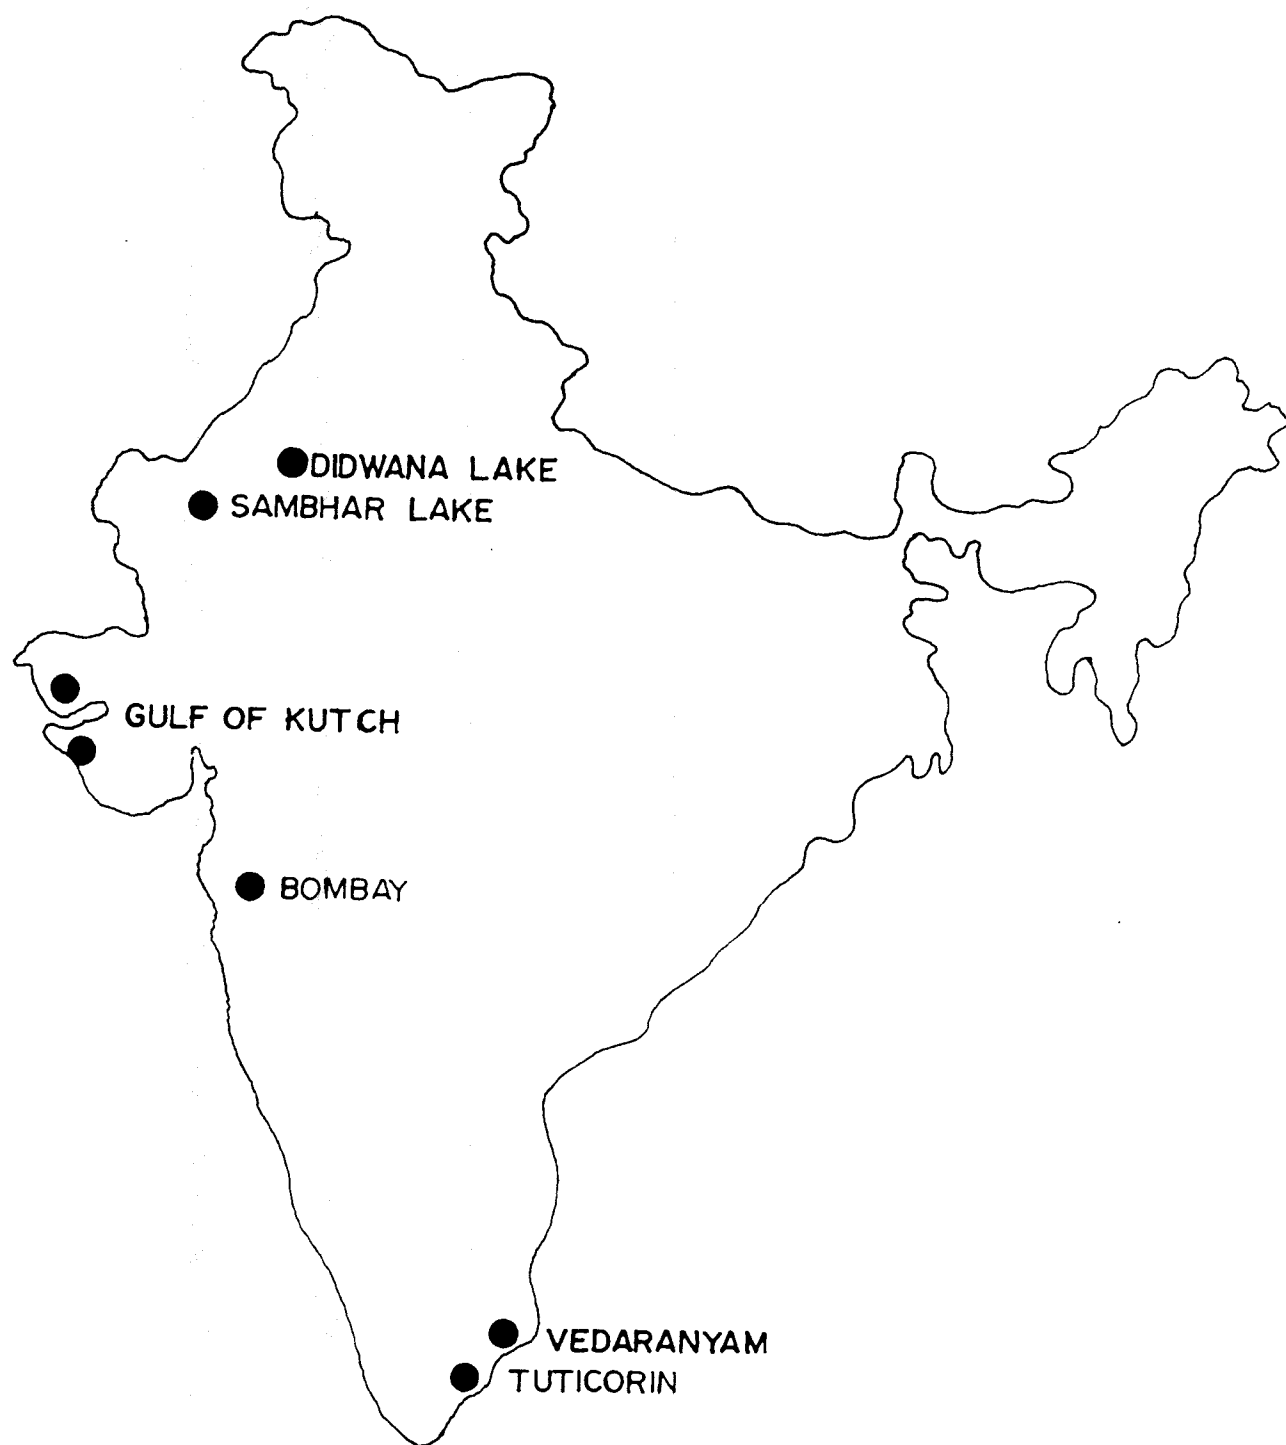 DIDWANA LAKE
SAMBHAR LAKE
GULF OF KUTCH
BOMBAY
VEDARANYAM
TUTICORIN